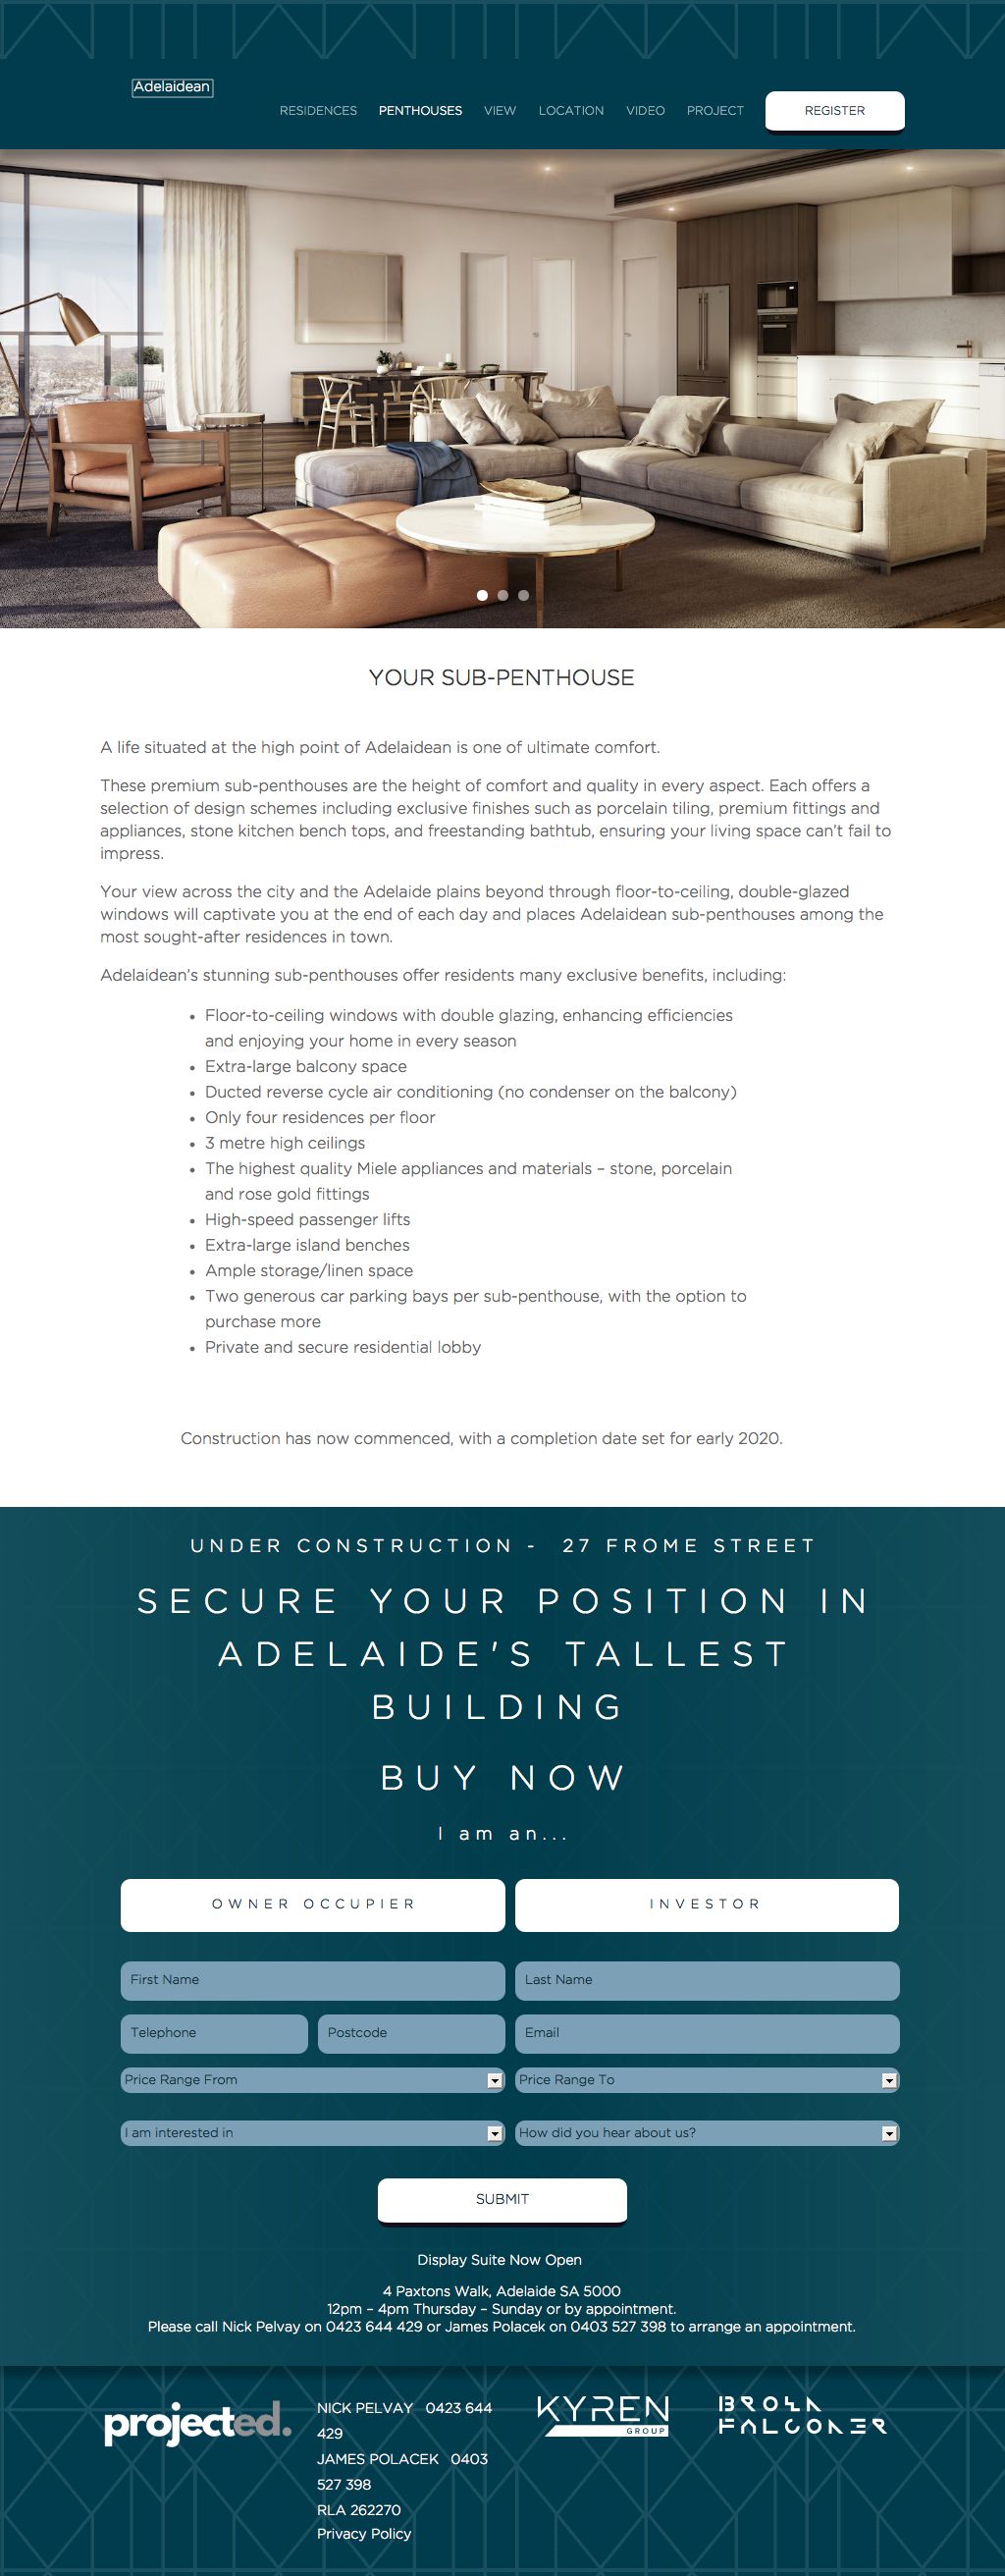 Adelaidean
RESIDENCES PENTHOUSES VIEW LOCATION VIDEO PROJECT REGISTER
YOUR SUB-PENTHOUSE
A life situated at the high point of Adelaidean is one of ultimate comfort.
These premium sub-penthouses are the height of comfort and quality in every aspect. Each offers a
selection of design schemes including exclusive finishes such as porcelain tiling, premium fittings and
appliances, stone kitchen bench tops, and freestanding bathtub, ensuring your living space can’t fail to
impress.
Your view across the city and the Adelaide plains beyond through floor-to-ceiling, double-glazed
windows will captivate you at the end of each day and places Adelaidean sub-penthouses among the
most sought-after residences in town.
Adelaidean’s stunning sub-penthouses offer residents many exclusive benefits, including:
• Floor-to-ceiling windows with double glazing, enhancing efficiencies
and enjoying your home in every season
• Extra-large balcony space
• Ducted reverse cycle air conditioning (no condenser on the balcony)
• Only four residences per floor
• 3 metre high ceilings
• The highest quality Miele appliances and materials – stone, porcelain
and rose gold fittings
• High-speed passenger lifts
• Extra-large island benches
• Ample storage/linen space
• Two generous car parking bays per sub-penthouse, with the option to
purchase more
• Private and secure residential lobby
Construction has now commenced, with a completion date set for early 2020.
UNDER CONSTRUCTION - 27 FROME STREET
SECURE YOUR POSITION IN
ADELAIDE'S TALLEST
BUILDING
BUY NOW
I am an...
OWNER OCCUPIER INVESTOR
First Name Last Name
Telephone Postcode Email
Price Range From Price Range To
I am interested in How did you hear about us?
SUBMIT
Display Suite Now Open
4 Paxtons Walk, Adelaide SA 5000
12pm – 4pm Thursday – Sunday or by appointment.
Please call Nick Pelvay on 0423 644 429 or James Polacek on 0403 527 398 to arrange an appointment.
projected.
NICK PELVAY 0423 644
429
JAMES POLACEK 0403
527 398
RLA 262270
Privacy Policy
KYREN
GROUP
BROWN
FALCONER